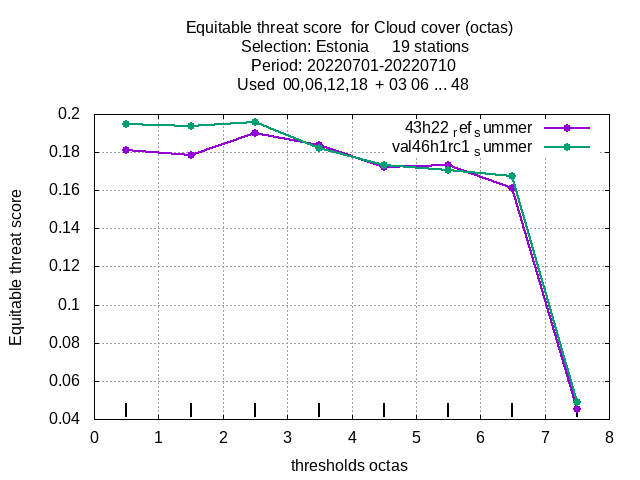 Equitable threat score  for Cloud cover (octas)
Selection: Estonia     19 stations
Period: 20220701-20220710
Used  00,06,12,18  + 03 06 ... 48
43h22 ref summer
val46h1rc1 summer
Equitable threat score
0.2
0.18
0.16
0.14
0.12
0.1
0.08
0.06
0.04
0 1 2 3 4 5 6 7 8
thresholds octas